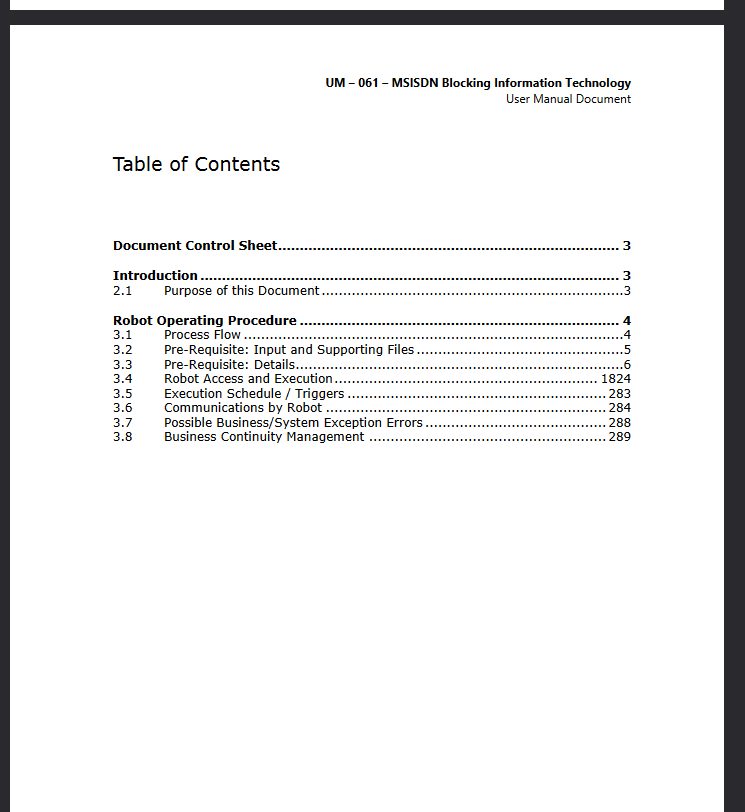 UM – 061 – MSISDN Blocking Information Technology
User Manual Document
Table of Contents
Document Control Sheet................................................................................ 3
Introduction .................................................................................................. 3
2.1 Purpose of this Document ......................................................................3
Robot Operating Procedure .......................................................................... 4
3.1 Process Flow ........................................................................................4
3.2 Pre-Requisite: Input and Supporting Files ................................................5
3.3 Pre-Requisite: Details............................................................................6
3.4 Robot Access and Execution............................................................. 1824
3.5 Execution Schedule / Triggers ............................................................ 283
3.6 Communications by Robot ................................................................. 284
3.7 Possible Business/System Exception Errors .......................................... 288
3.8 Business Continuity Management ....................................................... 289